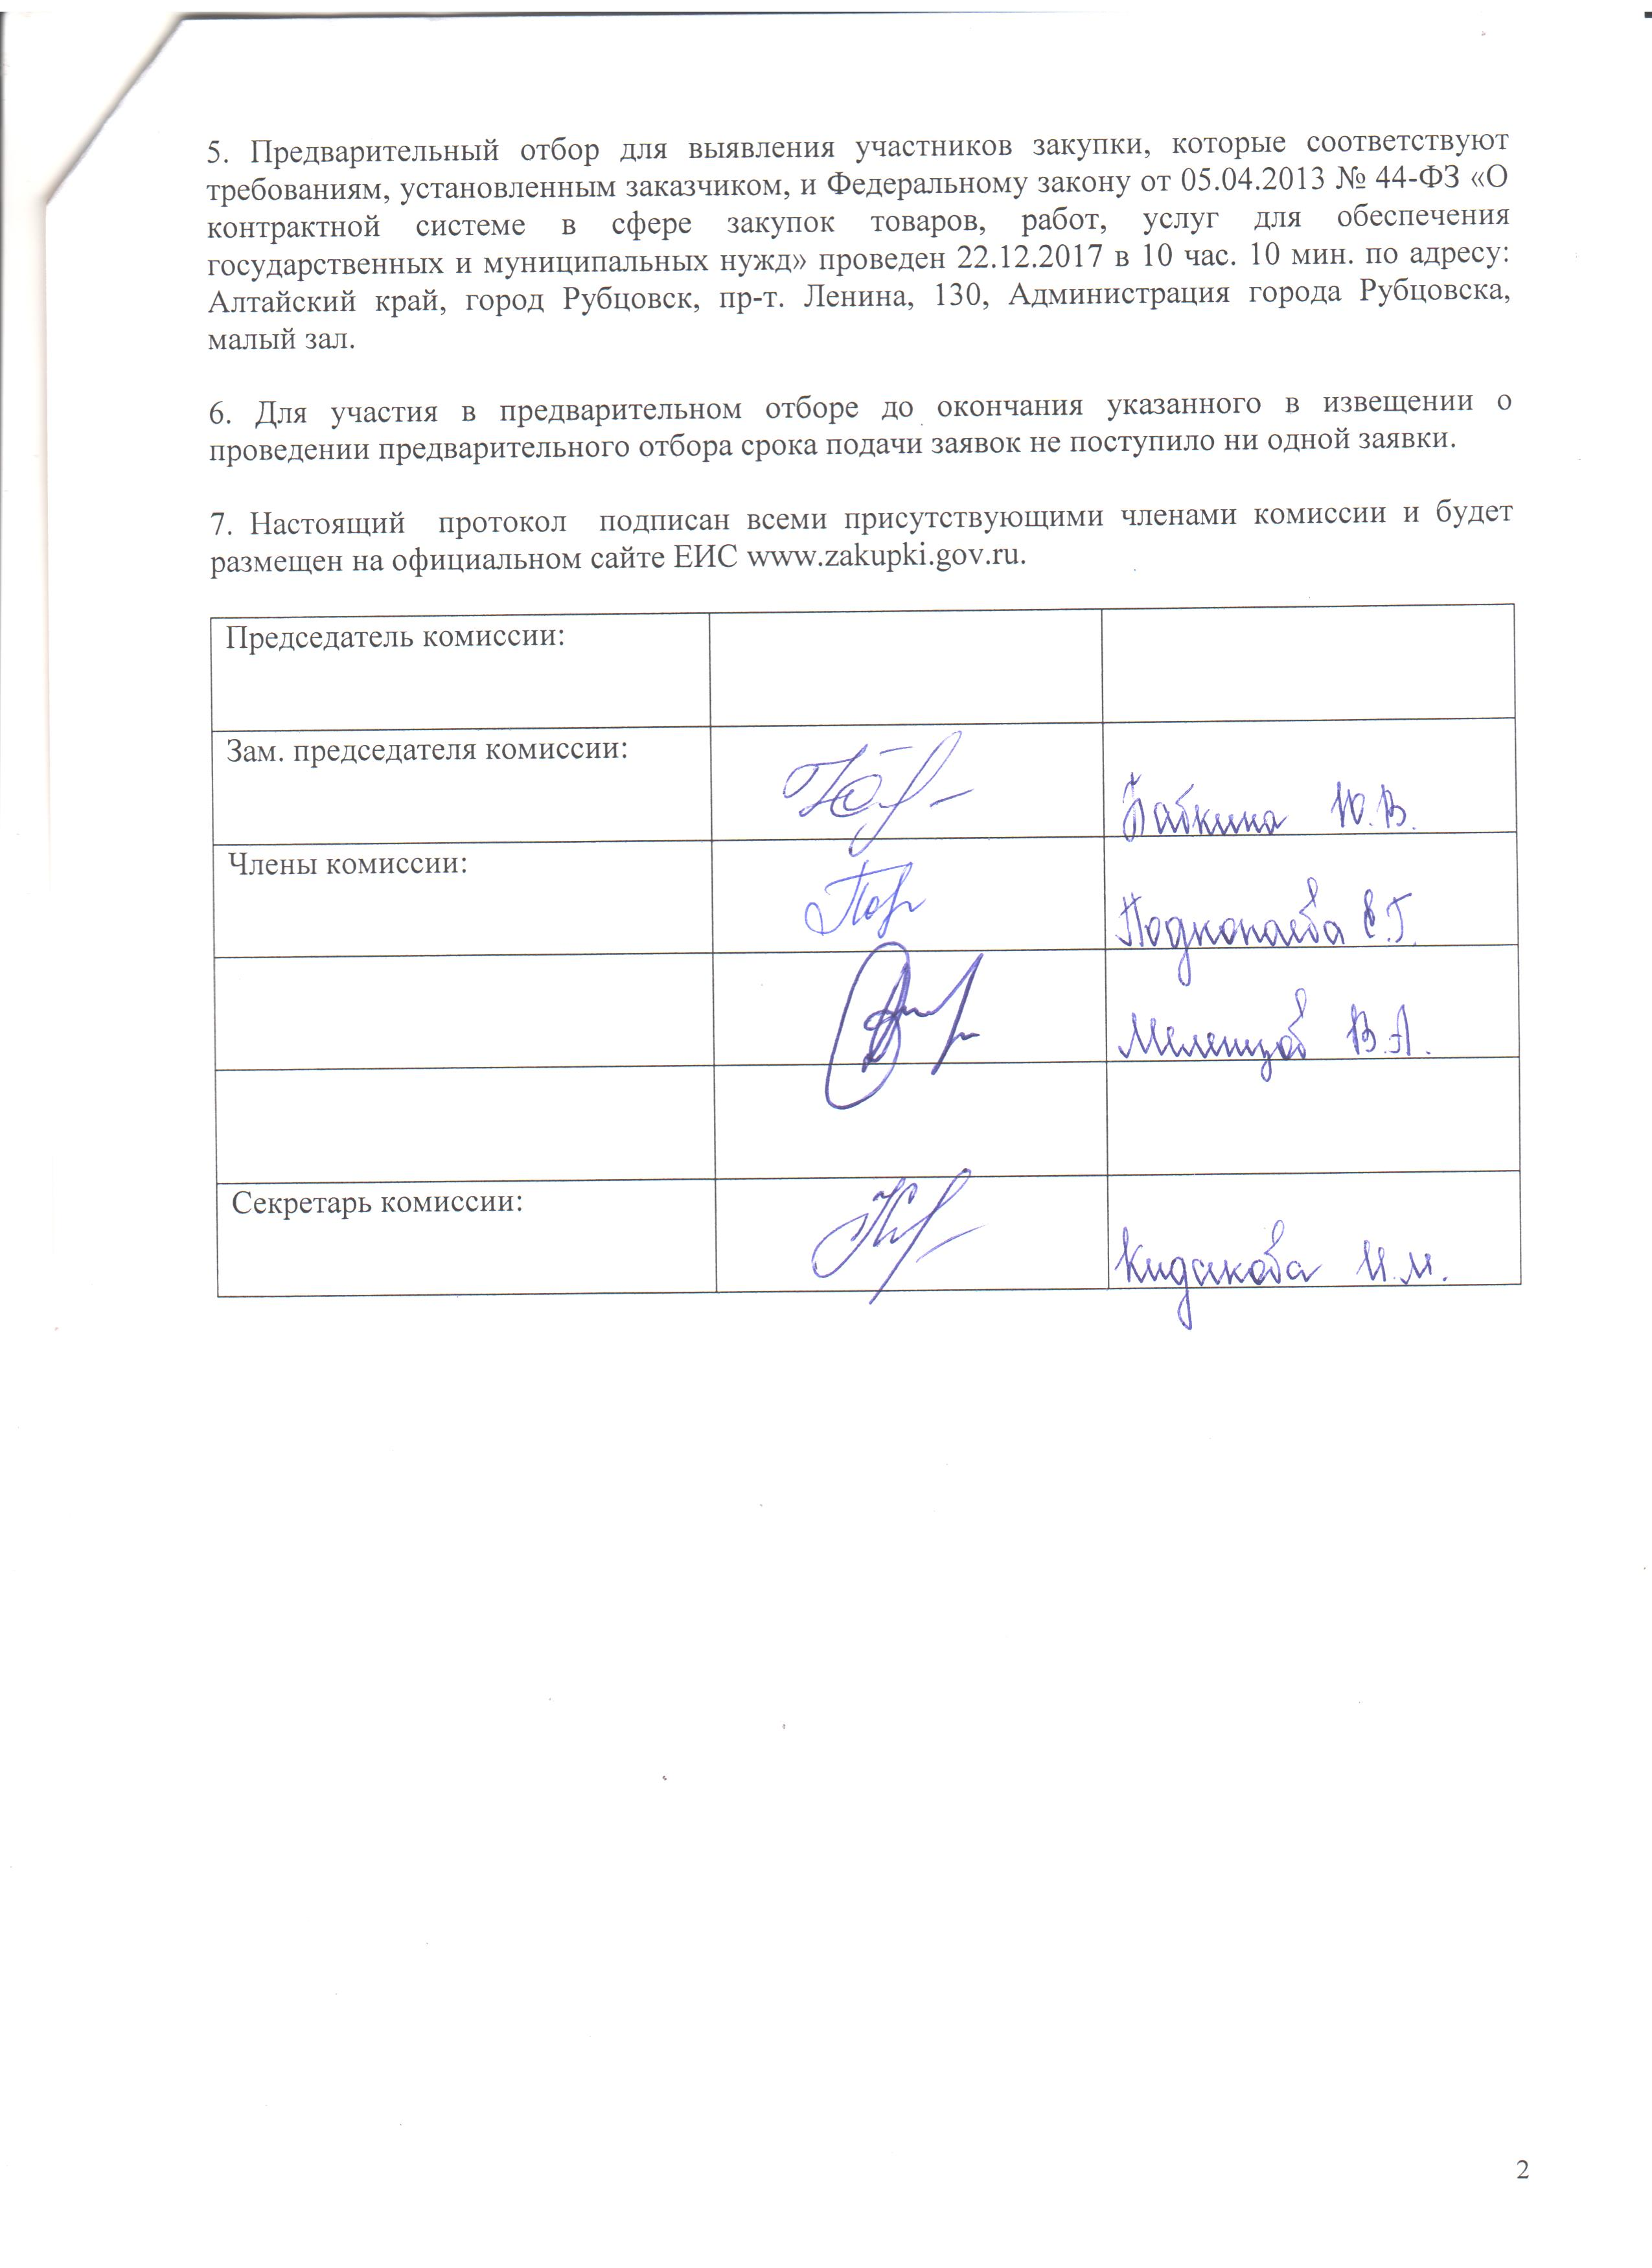 5. Предварительный отбор для выявления участников закупки, которые соответствуют
требованиям, установленным заказчиком, и Федеральному закону от 05.04.2013 № 44-ФЗ «О
контрактной системе в сфере закупок товаров, работ, услуг для обеспечения
государственных и муниципальных нужд» проведен 22.12.2017 в 10 час. 10 мин. по адресу:
Алтайский край, город Рубцовск, пр-т. Ленина, 130, Администрация города Рубцовска,
малый зал.
6. Для участия в предварительном отборе до окончания указанного в извещении о
проведении предварительного отбора срока подачи заявок не поступило ни одной заявки.
7. Настоящий протокол подписан всеми присутствующими членами комиссии и будет
размещен на официальном сайте ЕИС www.zakupki.gov.ru.
Председатель комиссии:
Зам. председателя комиссии:
Бабкина Ю.В.
Члены комиссии:
Подкопаева Е.Г.
В.А.
Секретарь комиссии:
И.М.
2